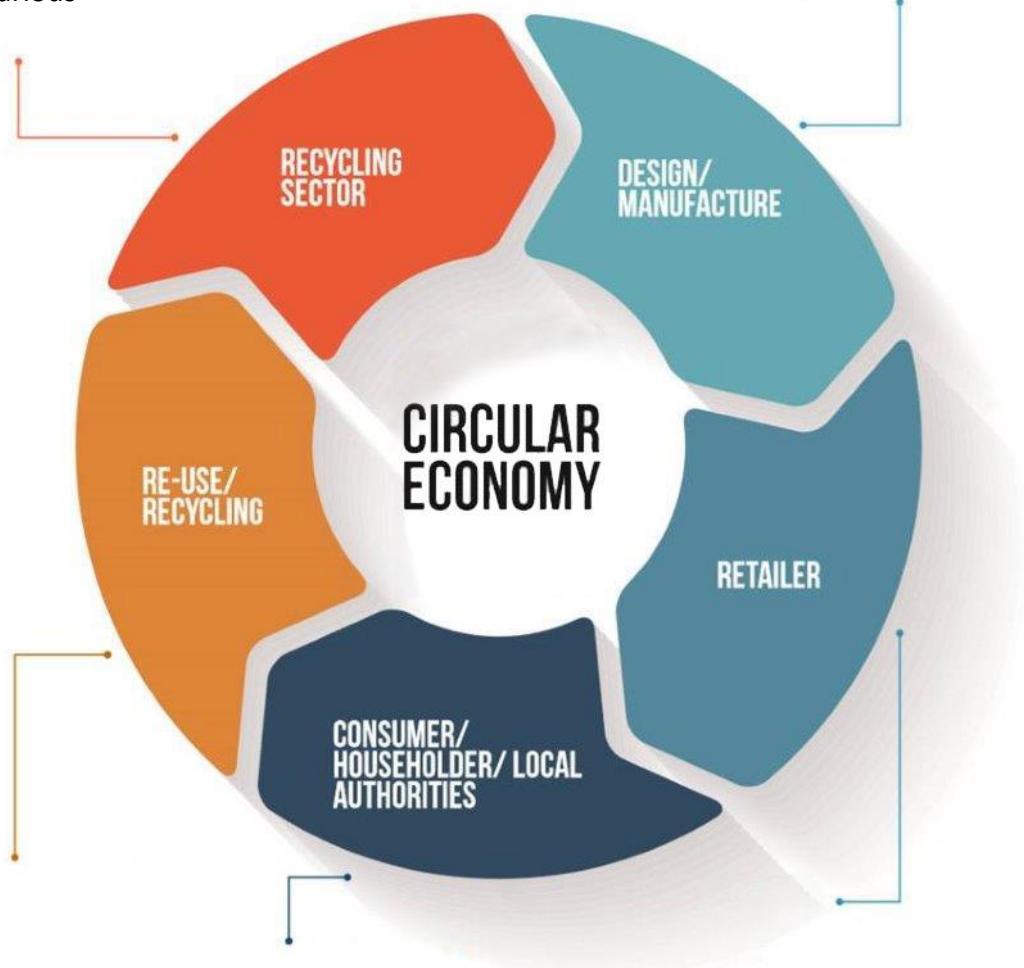 RECYCLING
SECTOR
DESIGN/
MANUFACTURE
CIRCULAR
ECONOMY
RE-USE/
RECYCLING
RETAILER
CONSUMER/
HOUSEHOLDER/ LOCAL
AUTHORITIES